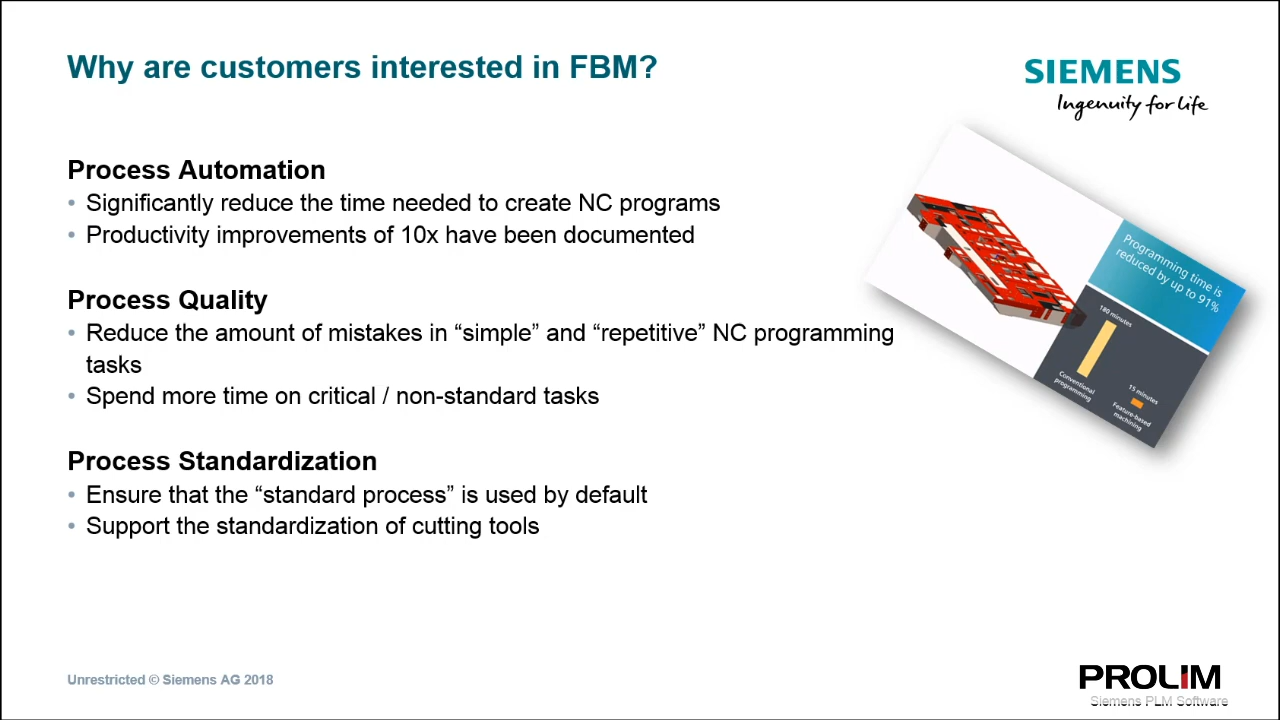 Why are customers interested in FBM?
SIEMENS
Ingenuity for life
Process Automation
• Significantly reduce the time needed to create NC programs
• Productivity improvements of 10x have been documented
Process Quality
• Reduce the amount of mistakes in “simple” and “repetitive” NC programming
tasks
• Spend more time on critical / non-standard tasks
Process Standardization
• Ensure that the “standard process” is used by default
• Support the standardization of cutting tools
Programming time is
reduced by up to 91%
180 minutes
Conventional
programming
15 minutes
Feature-based
machining
Unrestricted © Siemens AG 2018
PROLIM
Siemens PLM Software